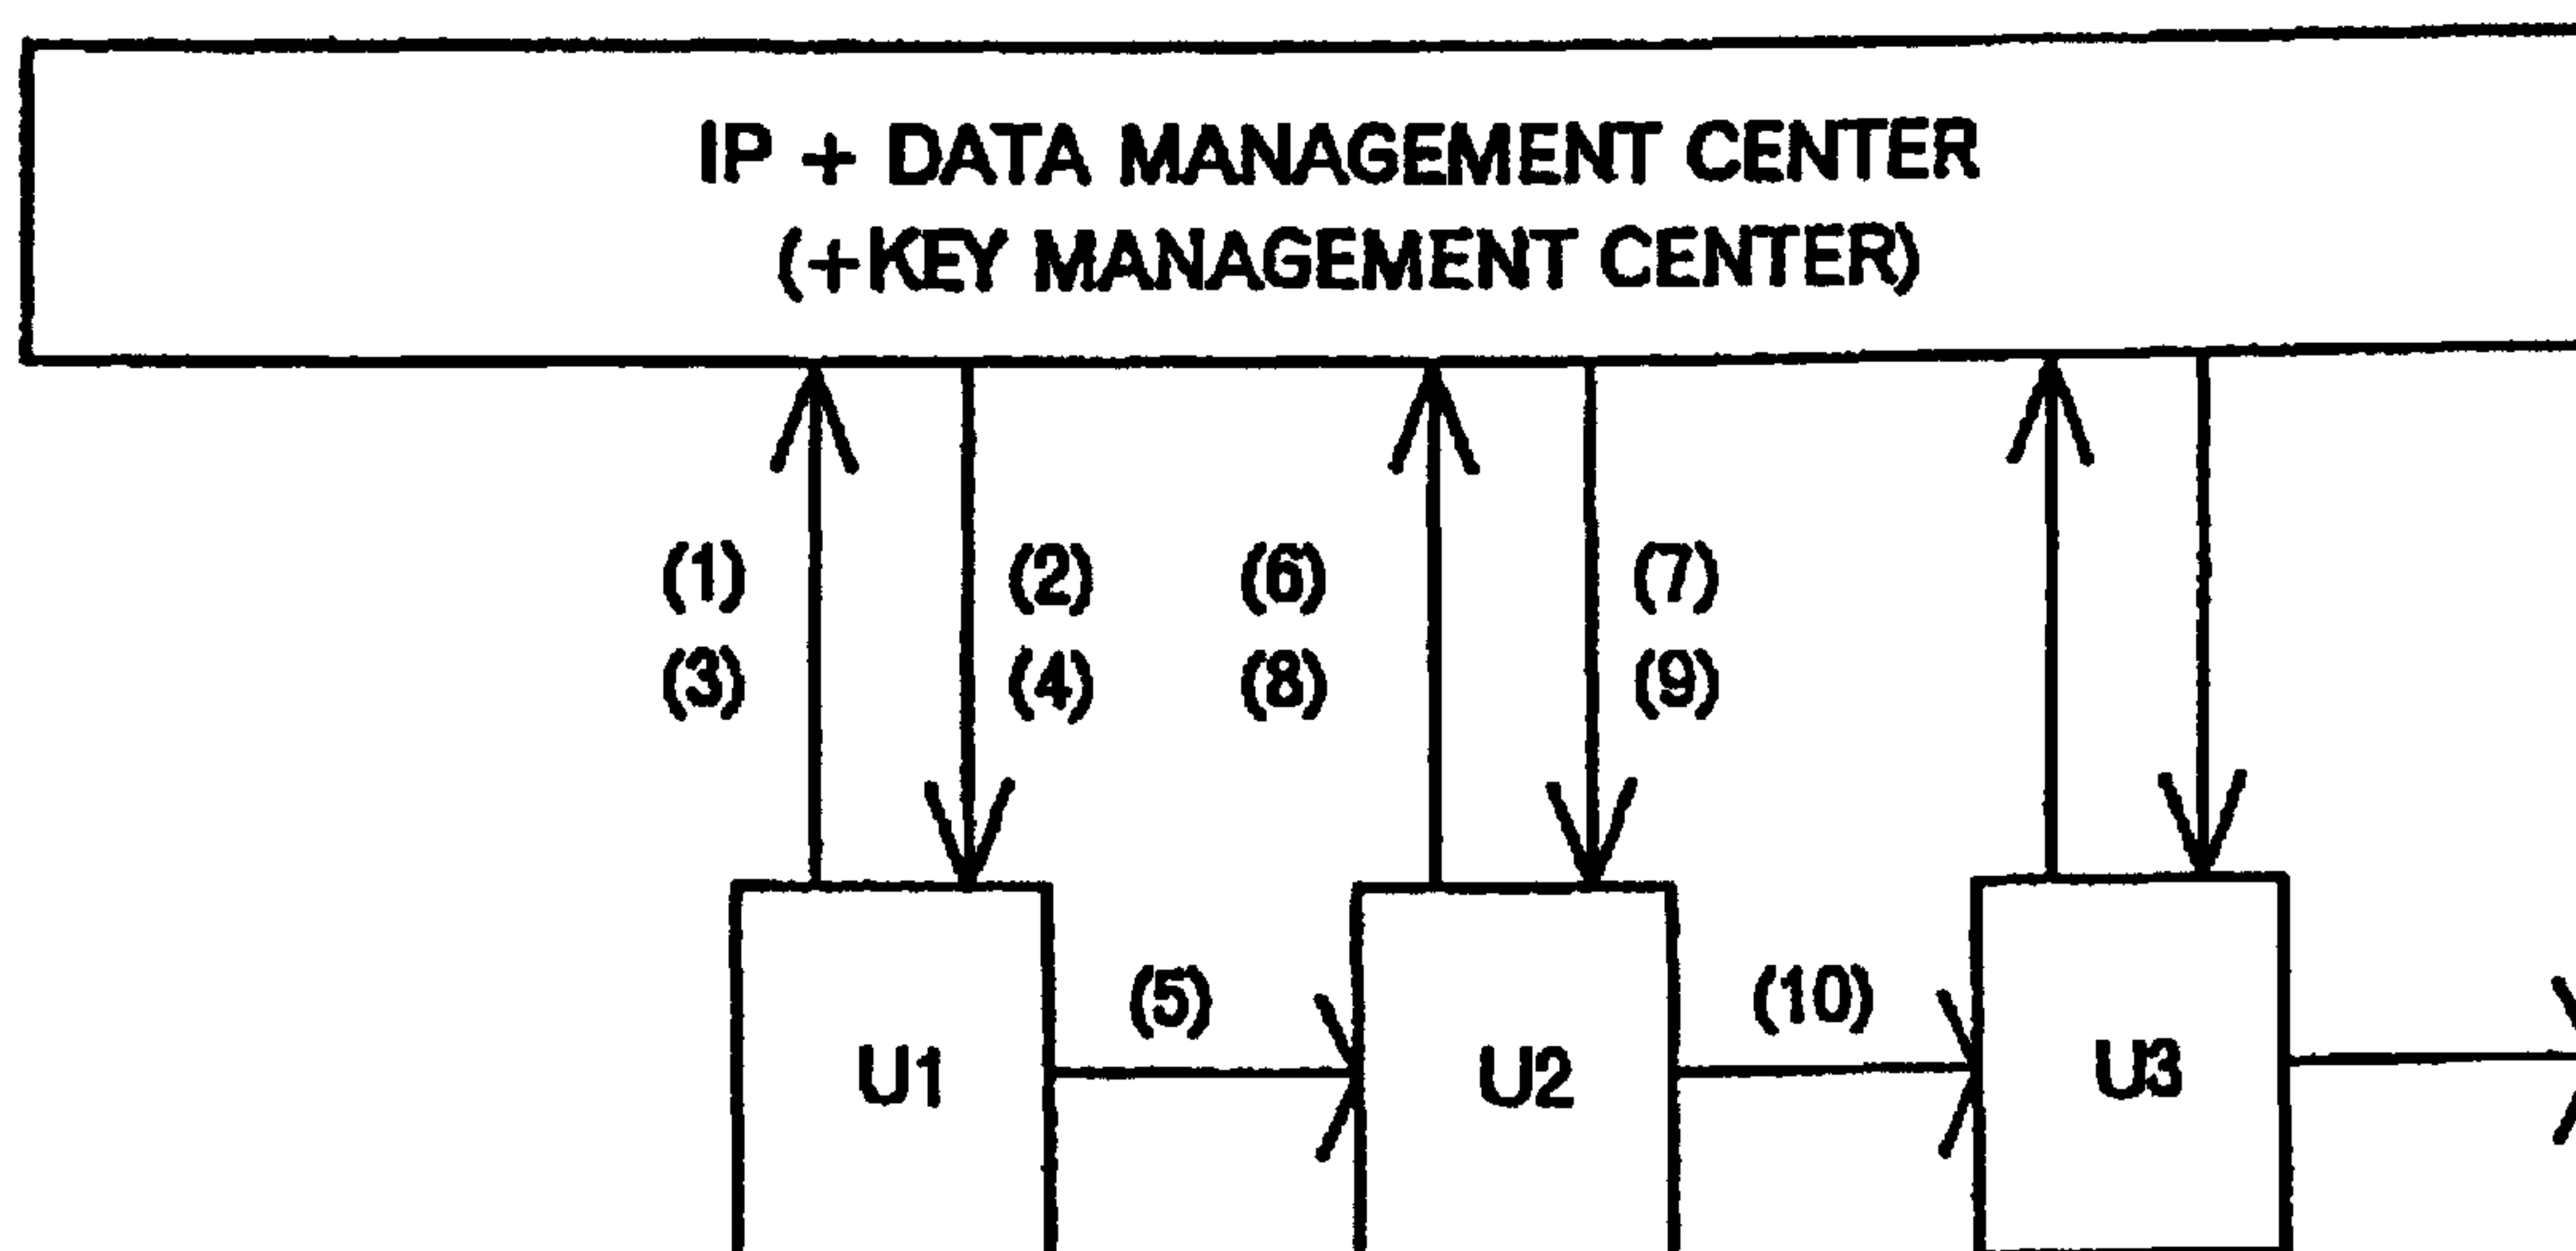 IP + DATA MANAGEMENT CENTER
(+KEY MANAGEMENT CENTER)
(1) (2) (6) (7)
(3) (4) (8) (9)
(5) (10)
U1 U2 U3